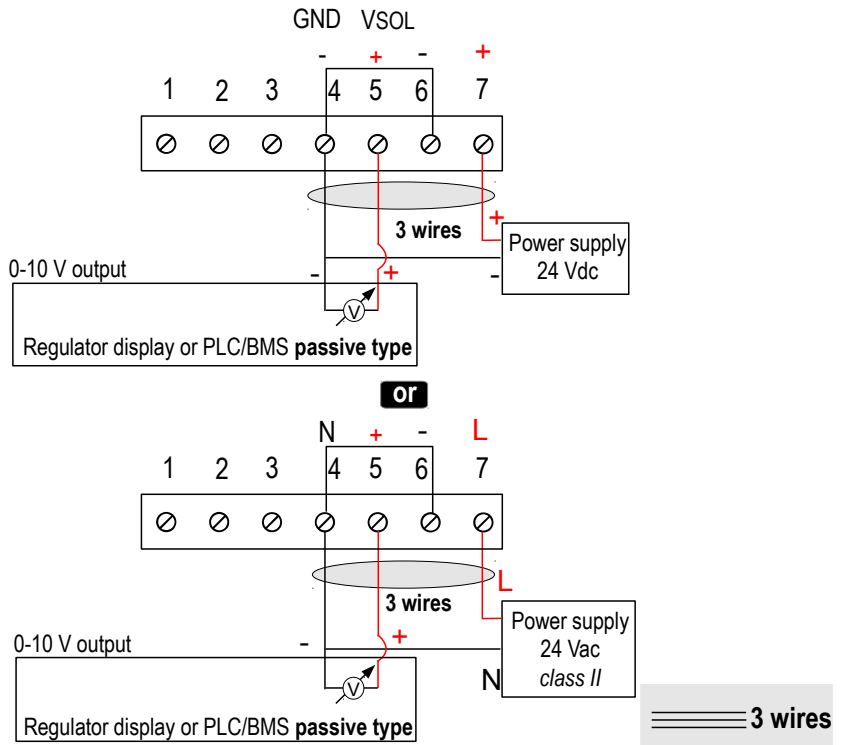 GND VSOL
- + - +
1 2 3 4 5 6 7
3 wires
+
Power supply
24 Vdc
-
0-10 V output
- +
V
Regulator display or PLC/BMS passive type
or
N + - L
1 2 3 4 5 6 7
L
3 wires
Power supply
24 Vac
class II
N
0-10 V output
- +
V
Regulator display or PLC/BMS passive type
3 wires